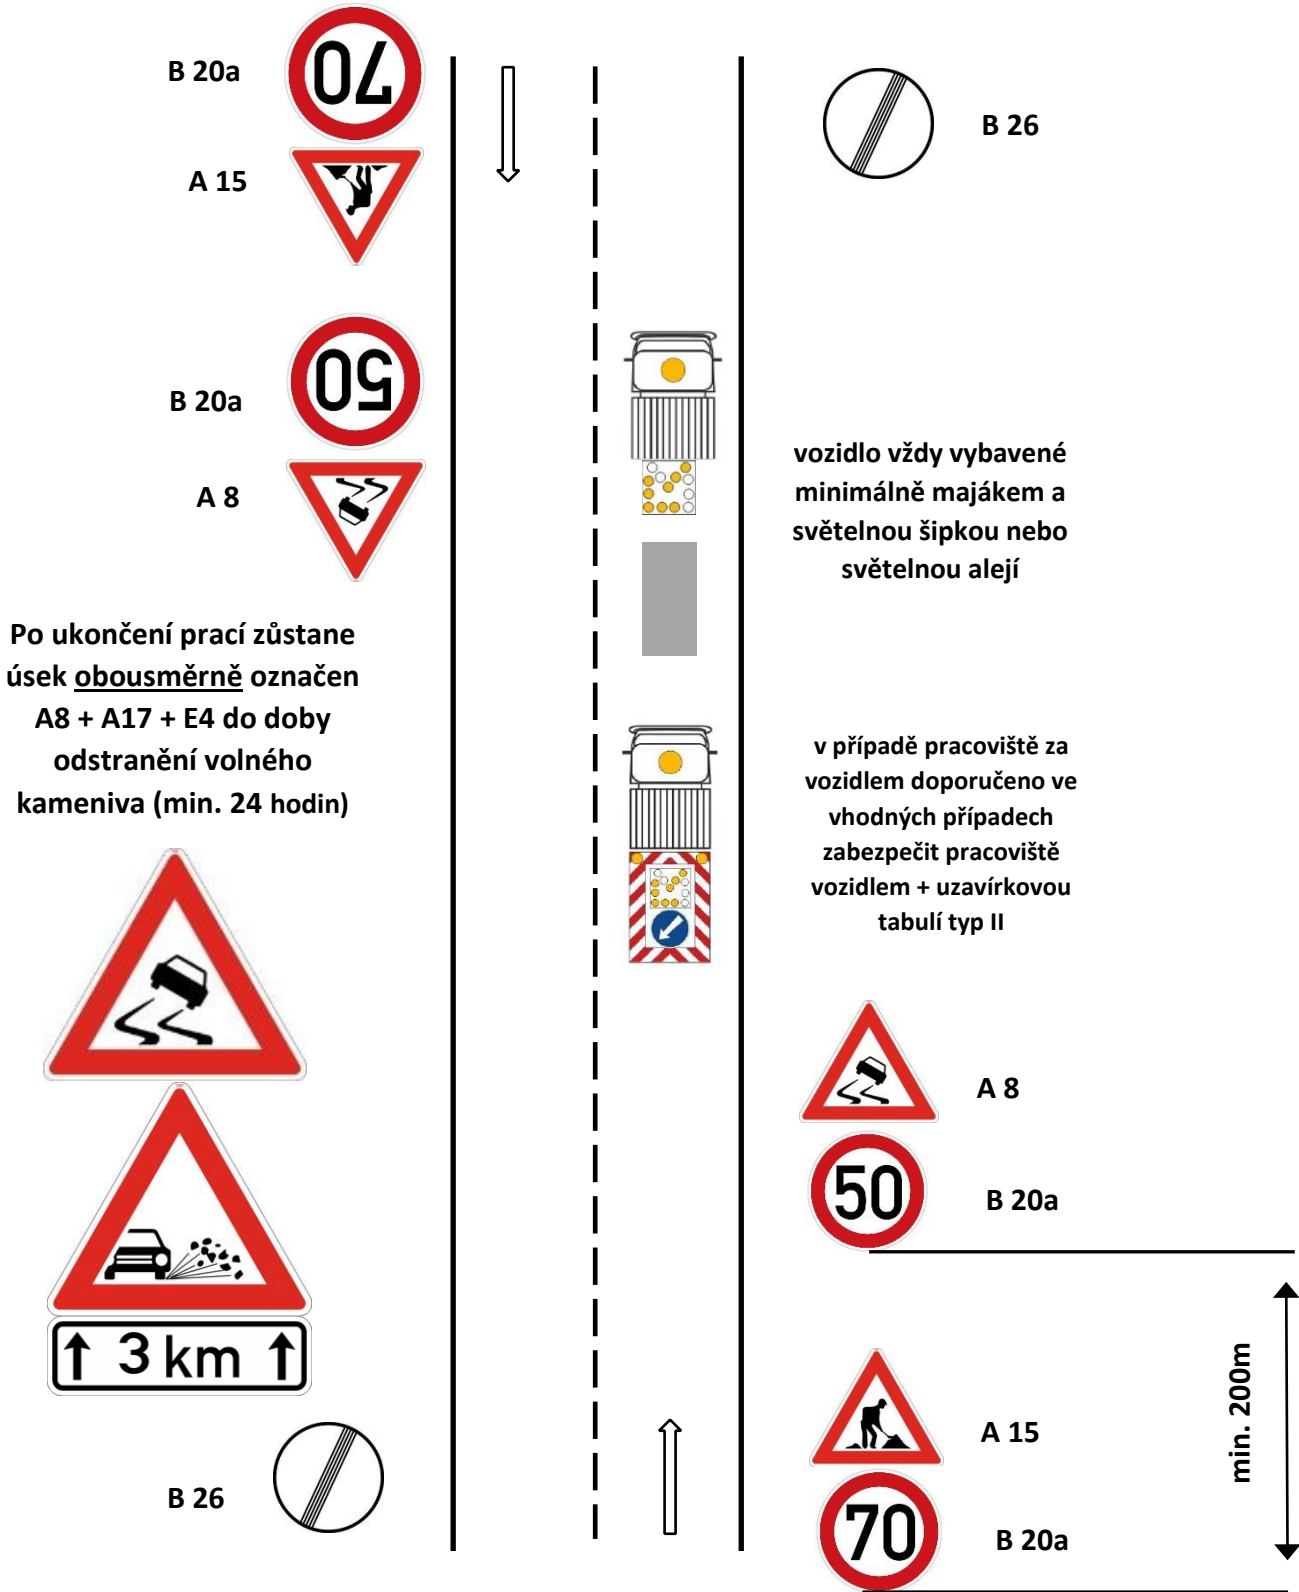 70
B 20a
A 15
B 26
50
B 20a
A 8
vozidlo vždy vybavené
minimálně majákem a
světelnou šipkou nebo
světelnou alejí
Po ukončení prací zůstane
úsek obousměrně označen
A8 + A17 + E4 do doby
odstranění volného
kameniva (min. 24 hodin)
v případě pracoviště za
vozidlem doporučeno ve
vhodných případech
zabezpečit pracoviště
vozidlem + uzavírkovou
tabulí typ II
A 8
50
B 20a
3 km
min. 200m
A 15
B 26
70
B 20a